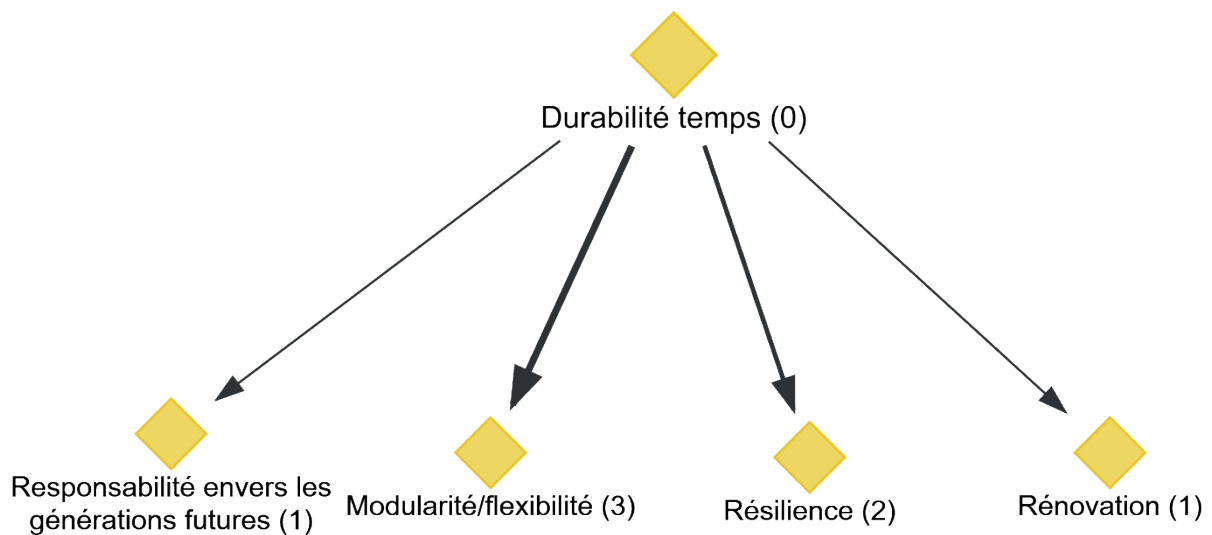 Durabilité temps (0)
Responsabilité envers les
générations futures (1)
Modularité/flexibilité (3)
Résilience (2)
Rénovation (1)